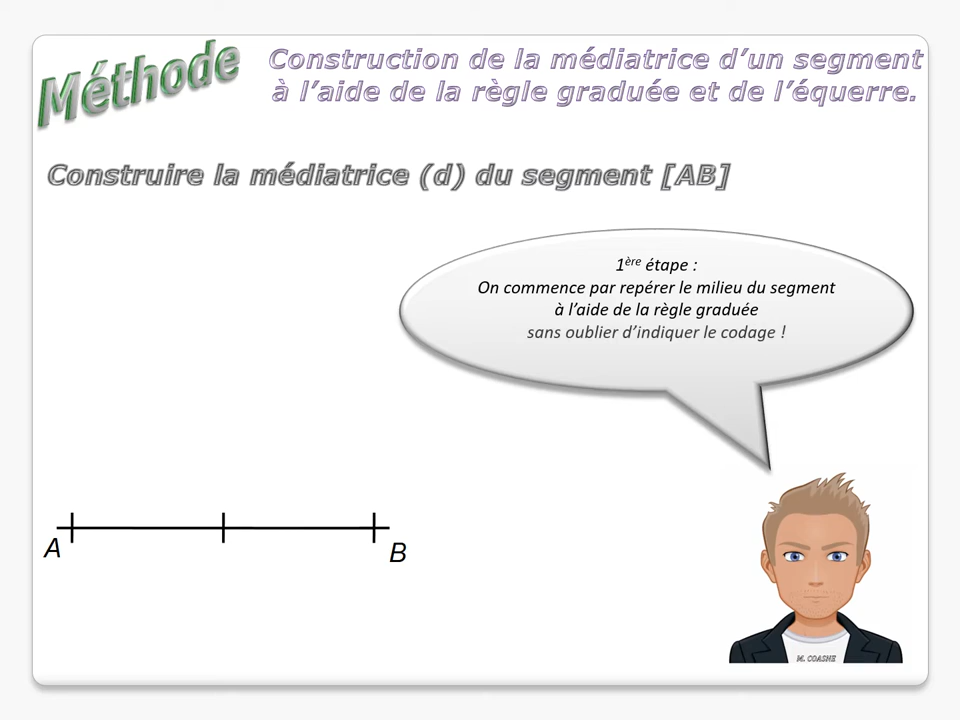 Méthode
Construction de la médiatrice d’un segment
à l’aide de la règle graduée et de l’équerre.
Construire la médiatrice (d) du segment [AB]
1ère étape :
On commence par repérer le milieu du segment
à l’aide de la règle graduée
sans oublier d’indiquer le codage !
A
B
M. COASNE